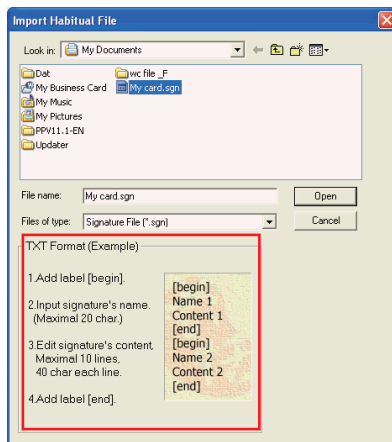 Import Habitual File
Look in: My Documents
Dat
My Business Card
My Music
My Pictures
PPV11.1-EN
Updater
wc file _F
My card.sgn
File name: My card.sgn Open
Files of type: Signature File (*.sgn) Cancel
TXT Format (Example)
1.Add label [begin].
2.Input signature's name.
(Maximal 20 char.)
3.Edit signature's content,
Maximal 10 lines,
40 char each line.
4.Add label [end].
[begin]
Name 1
Content 1
[end]
[begin]
Name 2
Content 2
[end]